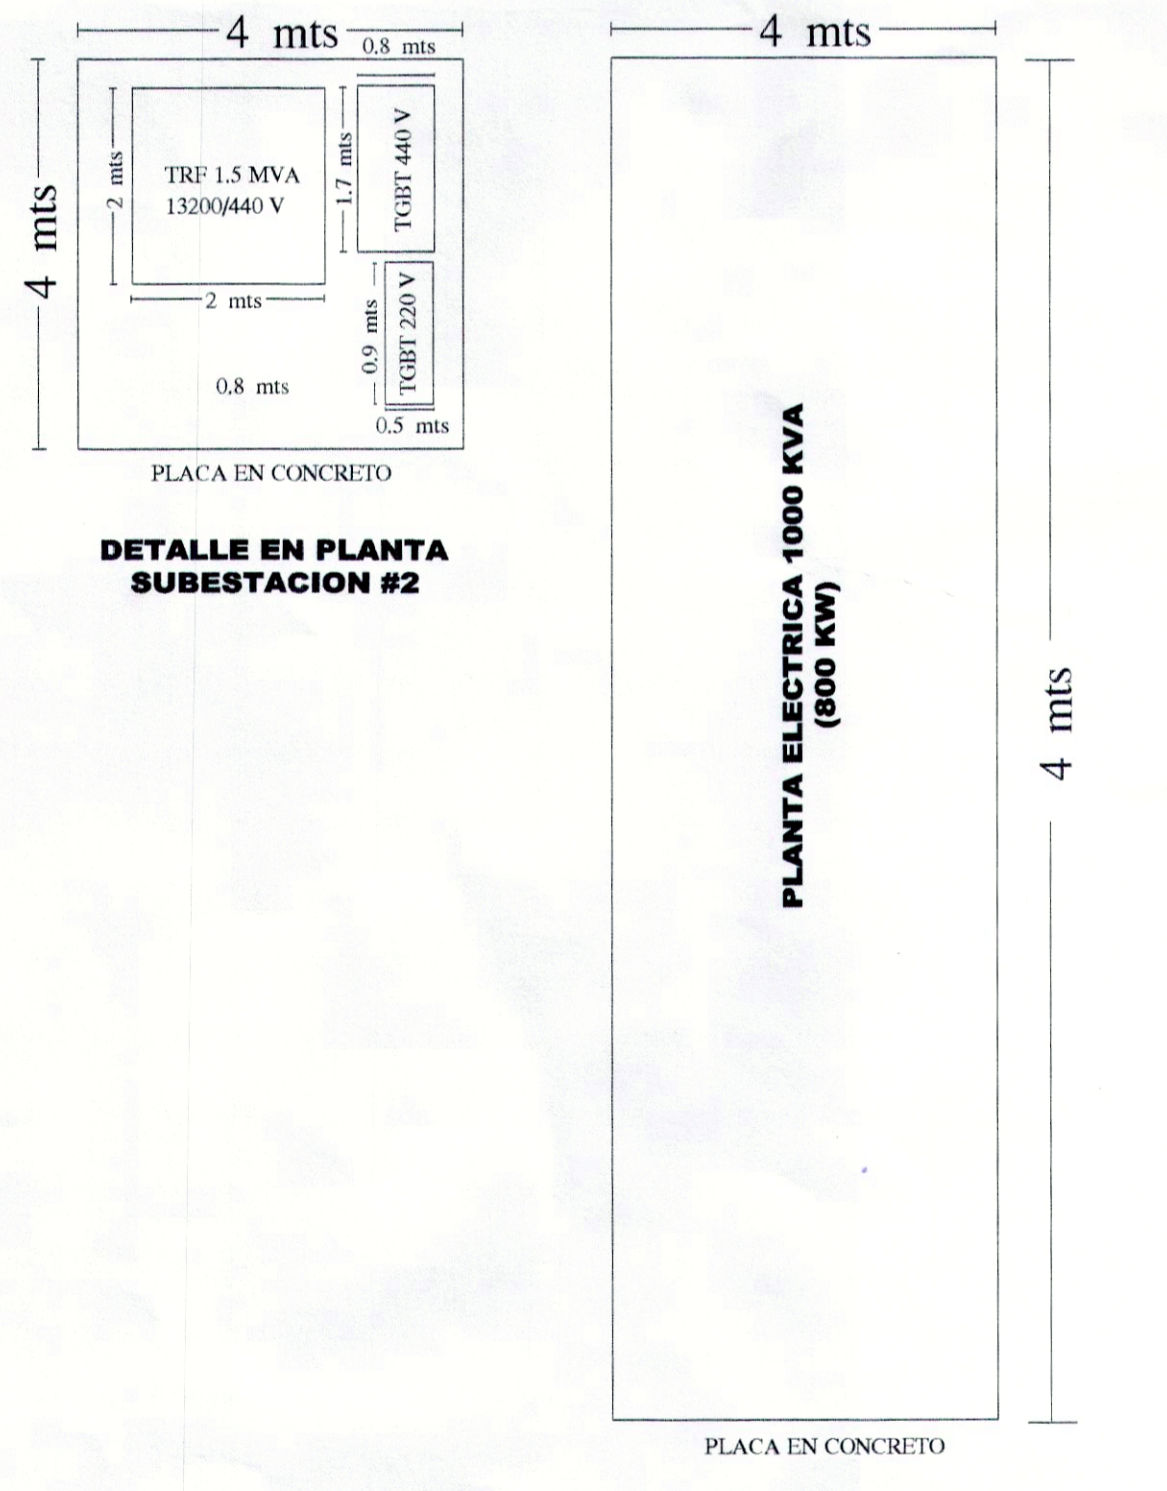 4 mts
0.8 mts
4 mts
2 mts
TRF 1.5 MVA
13200/440 V
2 mts
1.7 mts
TGBT 440 V
0.9 mts
TGBT 220 V
0.5 mts
0.8 mts
PLACA EN CONCRETO
DETALLE EN PLANTA
SUBESTACION #2
4 mts
PLANTA ELECTRICA 1000 KVA
(800 KW)
4 mts
PLACA EN CONCRETO